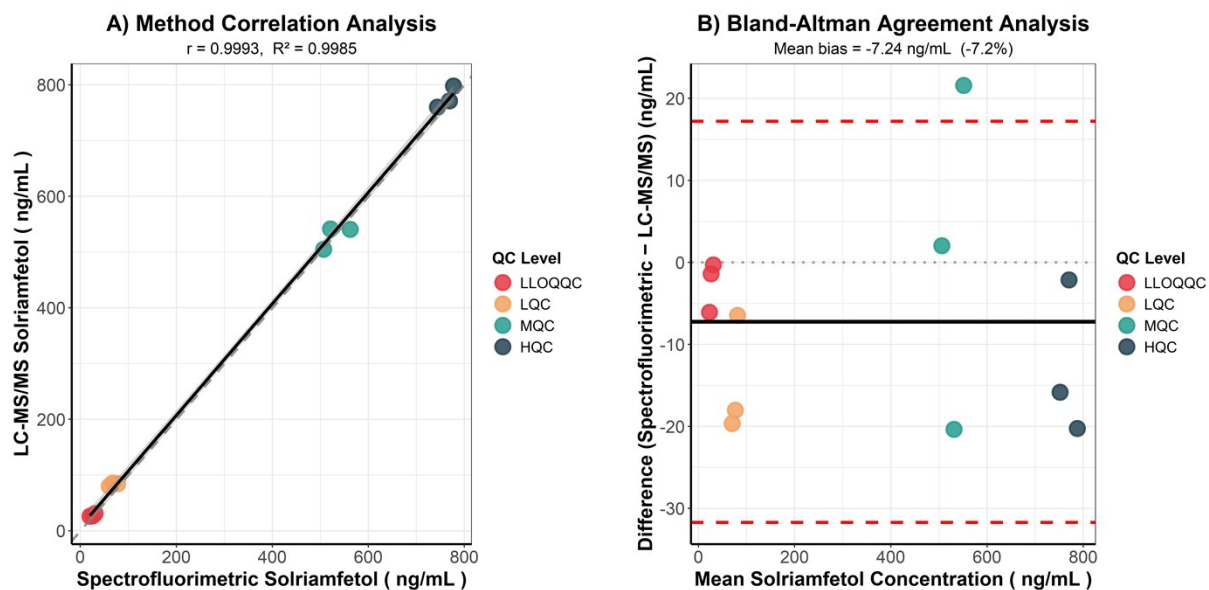 A) Method Correlation Analysis
r = 0.9993, R² = 0.9985
LC-MS/MS Solriamfetol ( ng/mL )
800
600
400
200
0
0 200 400 600 800
Spectrofluorimetric Solriamfetol ( ng/mL )
QC Level
LLOQQC
LQC
MQC
HQC
B) Bland-Altman Agreement Analysis
Mean bias = -7.24 ng/mL (-7.2%)
Difference (Spectrofluorimetric − LC-MS/MS) (ng/mL)
20
10
0
-10
-20
-30
0 200 400 600 800
Mean Solriamfetol Concentration ( ng/mL )
QC Level
LLOQQC
LQC
MQC
HQC